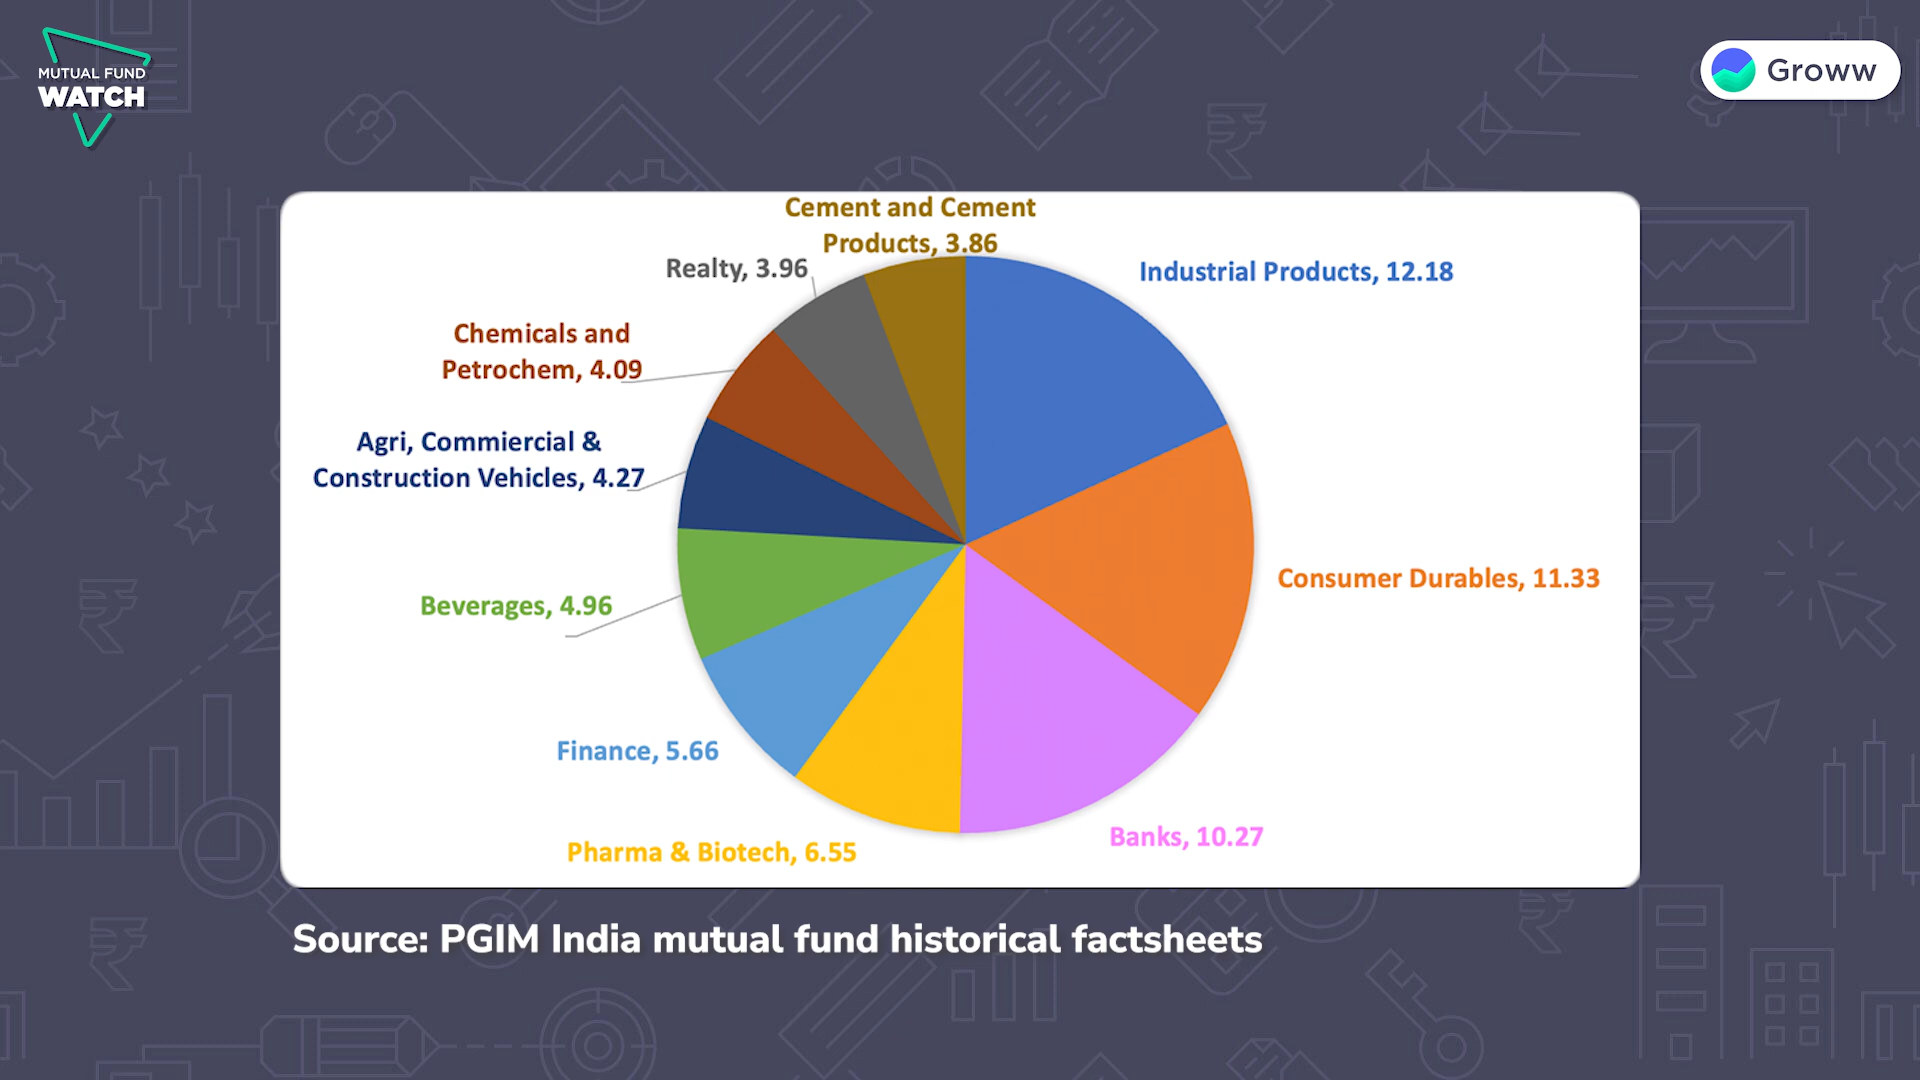 MUTUAL FUND
WATCH
Groww
Cement and Cement
Products, 3.86
Realty, 3.96
Industrial Products, 12.18
Chemicals and
Petrochem, 4.09
Agri, Commiercial &
Construction Vehicles, 4.27
Consumer Durables, 11.33
Beverages, 4.96
Finance, 5.66
Banks, 10.27
Pharma & Biotech, 6.55
Source: PGIM India mutual fund historical factsheets